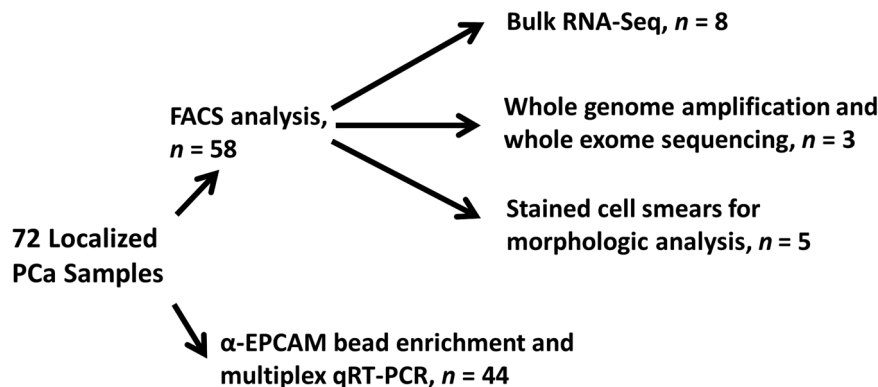 Bulk RNA-Seq, n = 8
FACS analysis,
n = 58
Whole genome amplification and
whole exome sequencing, n = 3
Stained cell smears for
morphologic analysis, n = 5
72 Localized
PCa Samples
α-EPCAM bead enrichment and
multiplex qRT-PCR, n = 44